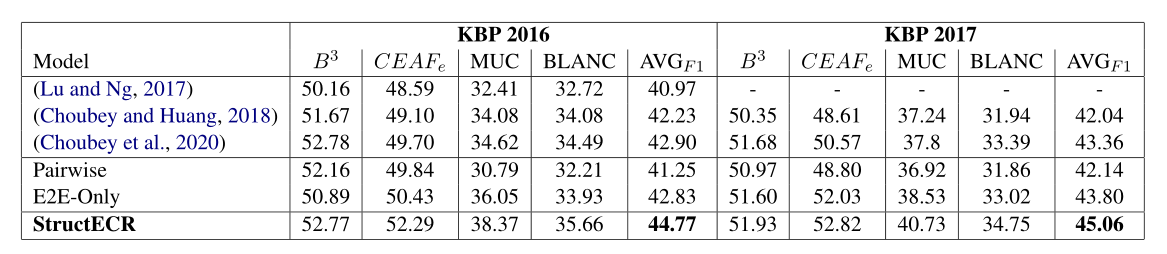 KBP 2016 KBP 2017
Model B³ CEAFₑ MUC BLANC AVG_F1 B³ CEAFₑ MUC BLANC AVG_F1
(Lu and Ng, 2017) 50.16 48.59 32.41 32.72 40.97 - - - - -
(Choubey and Huang, 2018) 51.67 49.10 34.08 34.08 42.23 50.35 48.61 37.24 31.94 42.04
(Choubey et al., 2020) 52.78 49.70 34.62 34.49 42.90 51.68 50.57 37.8 33.39 43.36
Pairwise 52.16 49.84 30.79 32.21 41.25 50.97 48.80 36.92 31.86 42.14
E2E-Only 50.89 50.43 36.05 33.93 42.83 51.60 52.03 38.53 33.02 43.80
StructECR 52.77 52.29 38.37 35.66 44.77 51.93 52.82 40.73 34.75 45.06